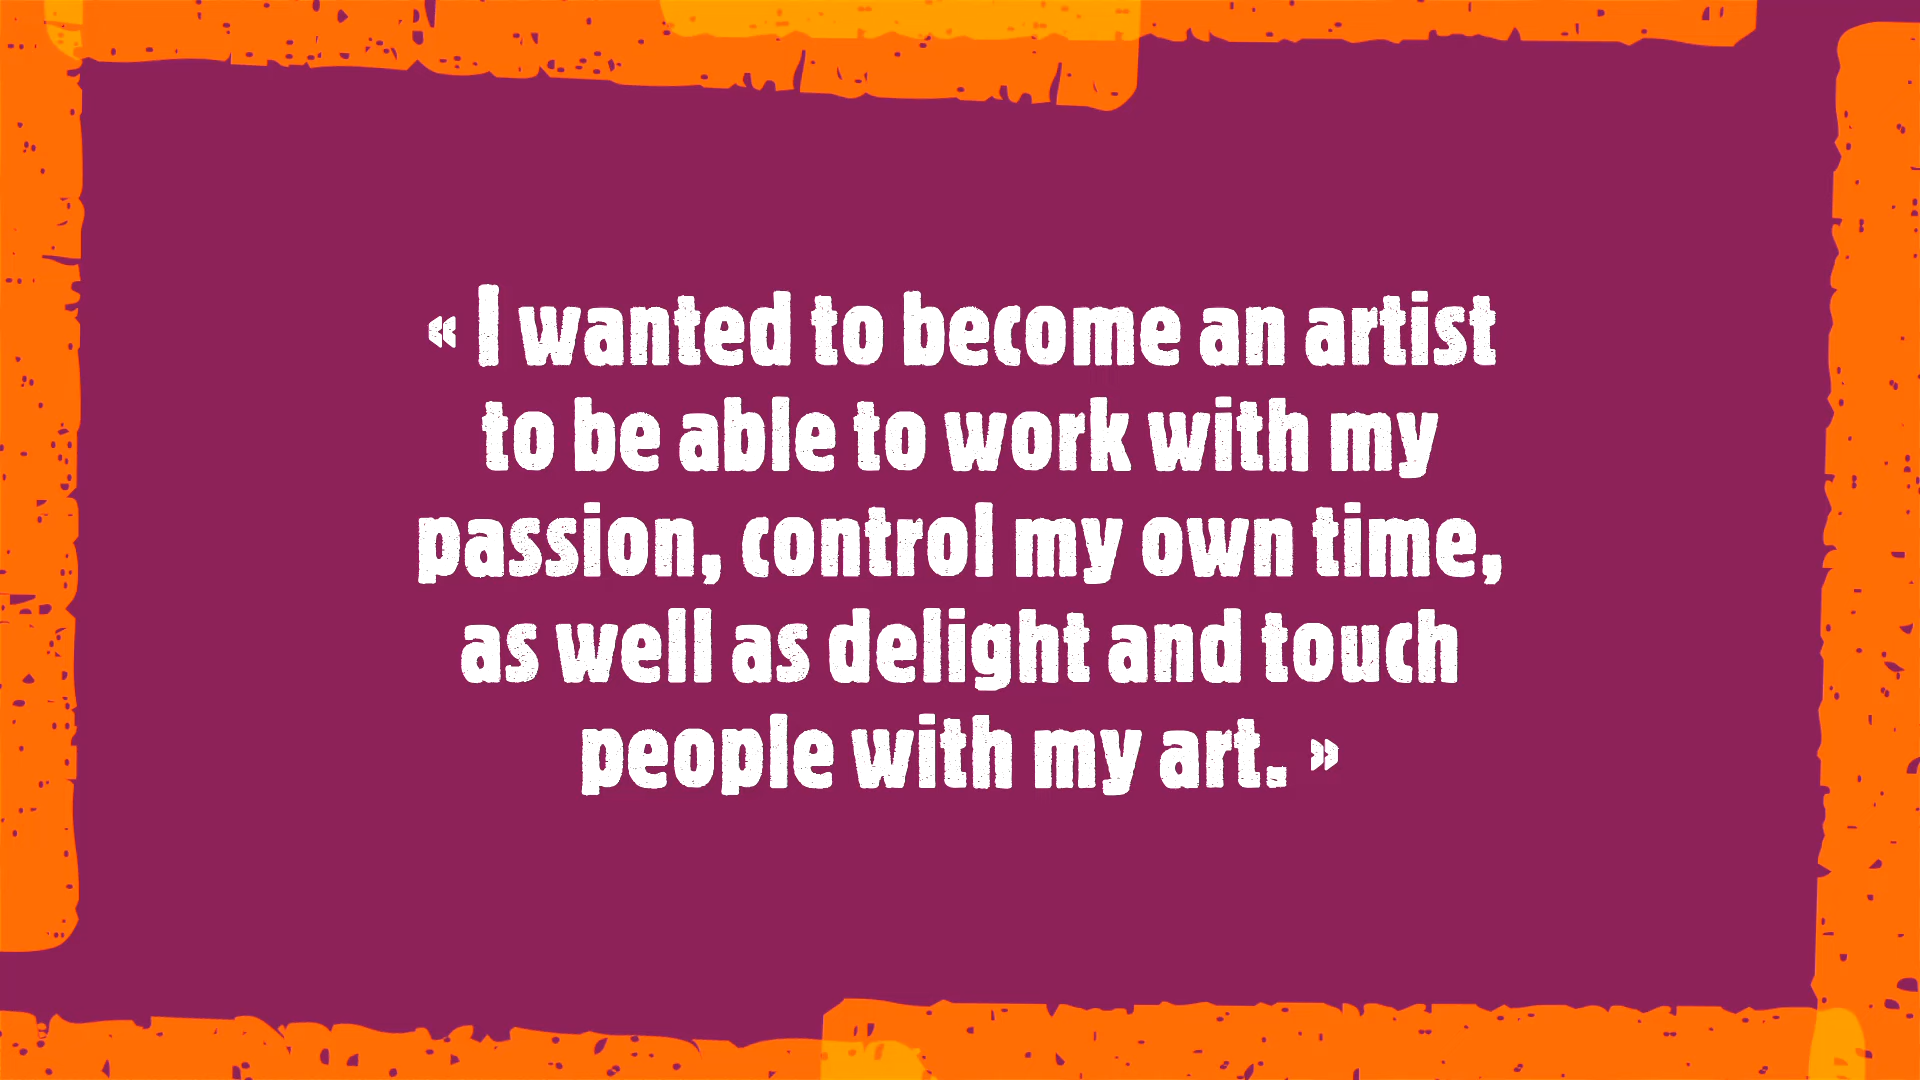 « I wanted to become an artist
to be able to work with my
passion, control my own time,
as well as delight and touch
people with my art. »